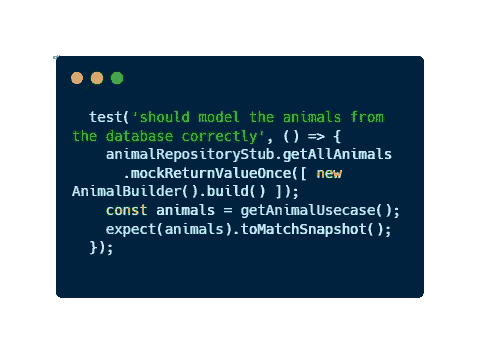 test('should model the animals from
the database correctly', () => {
animalRepositoryStub.getAllAnimals
.mockReturnValueOnce([ new
AnimalBuilder().build() ]);
const animals = getAnimalUsecase();
expect(animals).toMatchSnapshot();
});